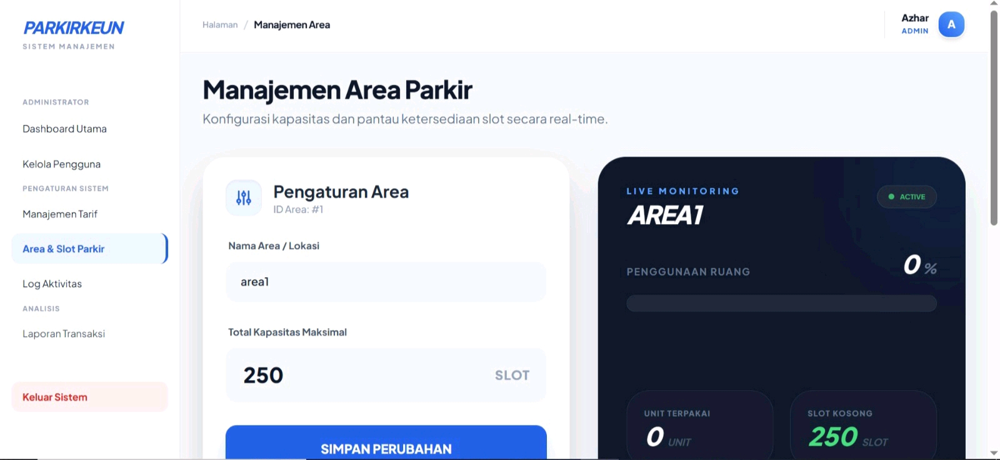 PARKIRKEUN
SISTEM MANAJEMEN
ADMINISTRATOR
Dashboard Utama
Kelola Pengguna
PENGATURAN SISTEM
Manajemen Tarif
Area & Slot Parkir
Log Aktivitas
ANALISIS
Laporan Transaksi
Keluar Sistem
Halaman / Manajemen Area
Azhar
ADMIN
A
Manajemen Area Parkir
Konfigurasi kapasitas dan pantau ketersediaan slot secara real-time.
Pengaturan Area
ID Area: #1
Nama Area / Lokasi
area1
Total Kapasitas Maksimal
250 SLOT
SIMPAN PERUBAHAN
LIVE MONITORING
AREA1
ACTIVE
PENGGUNAAN RUANG
0 %
UNIT TERPAKAI
0 UNIT
SLOT KOSONG
250 SLOT